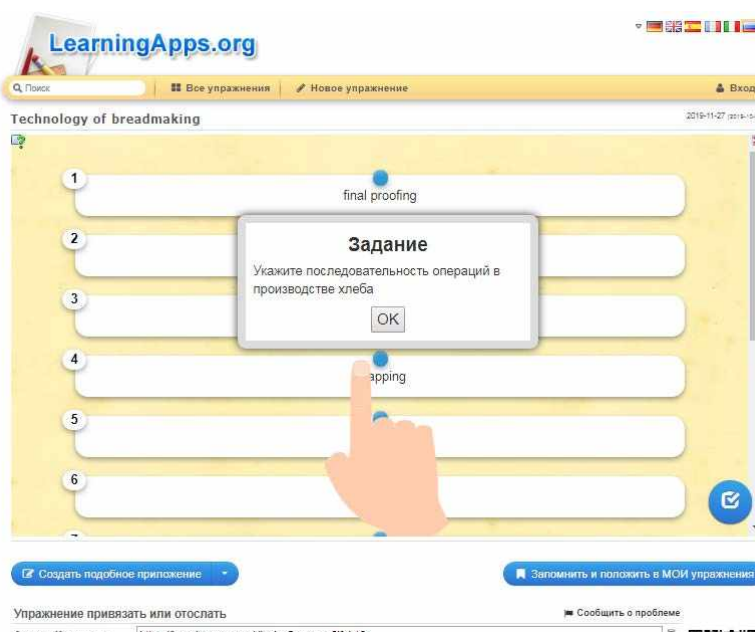 LearningApps.org
Поиск
Все упражнения
Новое упражнение
Вход
Technology of breadmaking
2019-11-27
1
final proofing
2
Задание
Укажите последовательность операций в
производстве хлеба
OK
3
4
apping
5
6
Создать подобное приложение
Запомнить и положить в МОИ упражнения
Упражнение привязать или отослать
Сообщить о проблеме